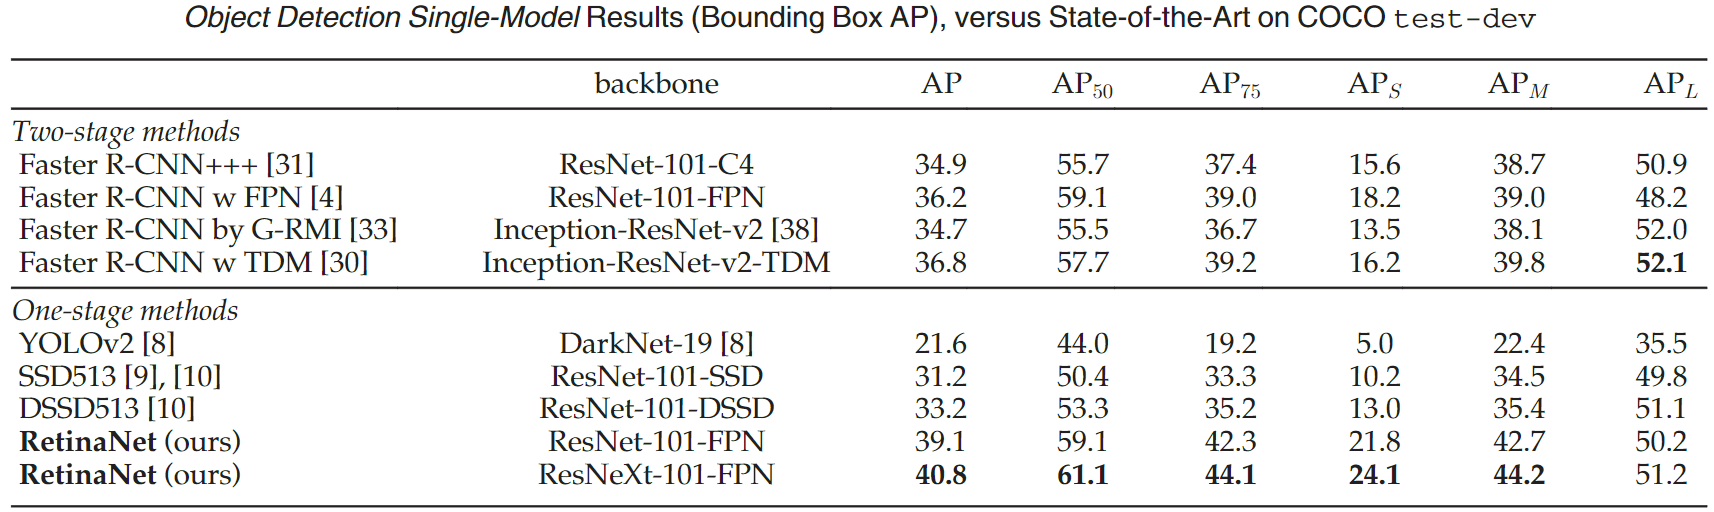 Object Detection Single-Model Results (Bounding Box AP), versus State-of-the-Art on COCO test-dev
backbone AP AP50 AP75 APS APM APL
Two-stage methods
Faster R-CNN+++ [31] ResNet-101-C4 34.9 55.7 37.4 15.6 38.7 50.9
Faster R-CNN w FPN [4] ResNet-101-FPN 36.2 59.1 39.0 18.2 39.0 48.2
Faster R-CNN by G-RMI [33] Inception-ResNet-v2 [38] 34.7 55.5 36.7 13.5 38.1 52.0
Faster R-CNN w TDM [30] Inception-ResNet-v2-TDM 36.8 57.7 39.2 16.2 39.8 52.1
One-stage methods
YOLOv2 [8] DarkNet-19 [8] 21.6 44.0 19.2 5.0 22.4 35.5
SSD513 [9], [10] ResNet-101-SSD 31.2 50.4 33.3 10.2 34.5 49.8
DSSD513 [10] ResNet-101-DSSD 33.2 53.3 35.2 13.0 35.4 51.1
RetinaNet (ours) ResNet-101-FPN 39.1 59.1 42.3 21.8 42.7 50.2
RetinaNet (ours) ResNeXt-101-FPN 40.8 61.1 44.1 24.1 44.2 51.2